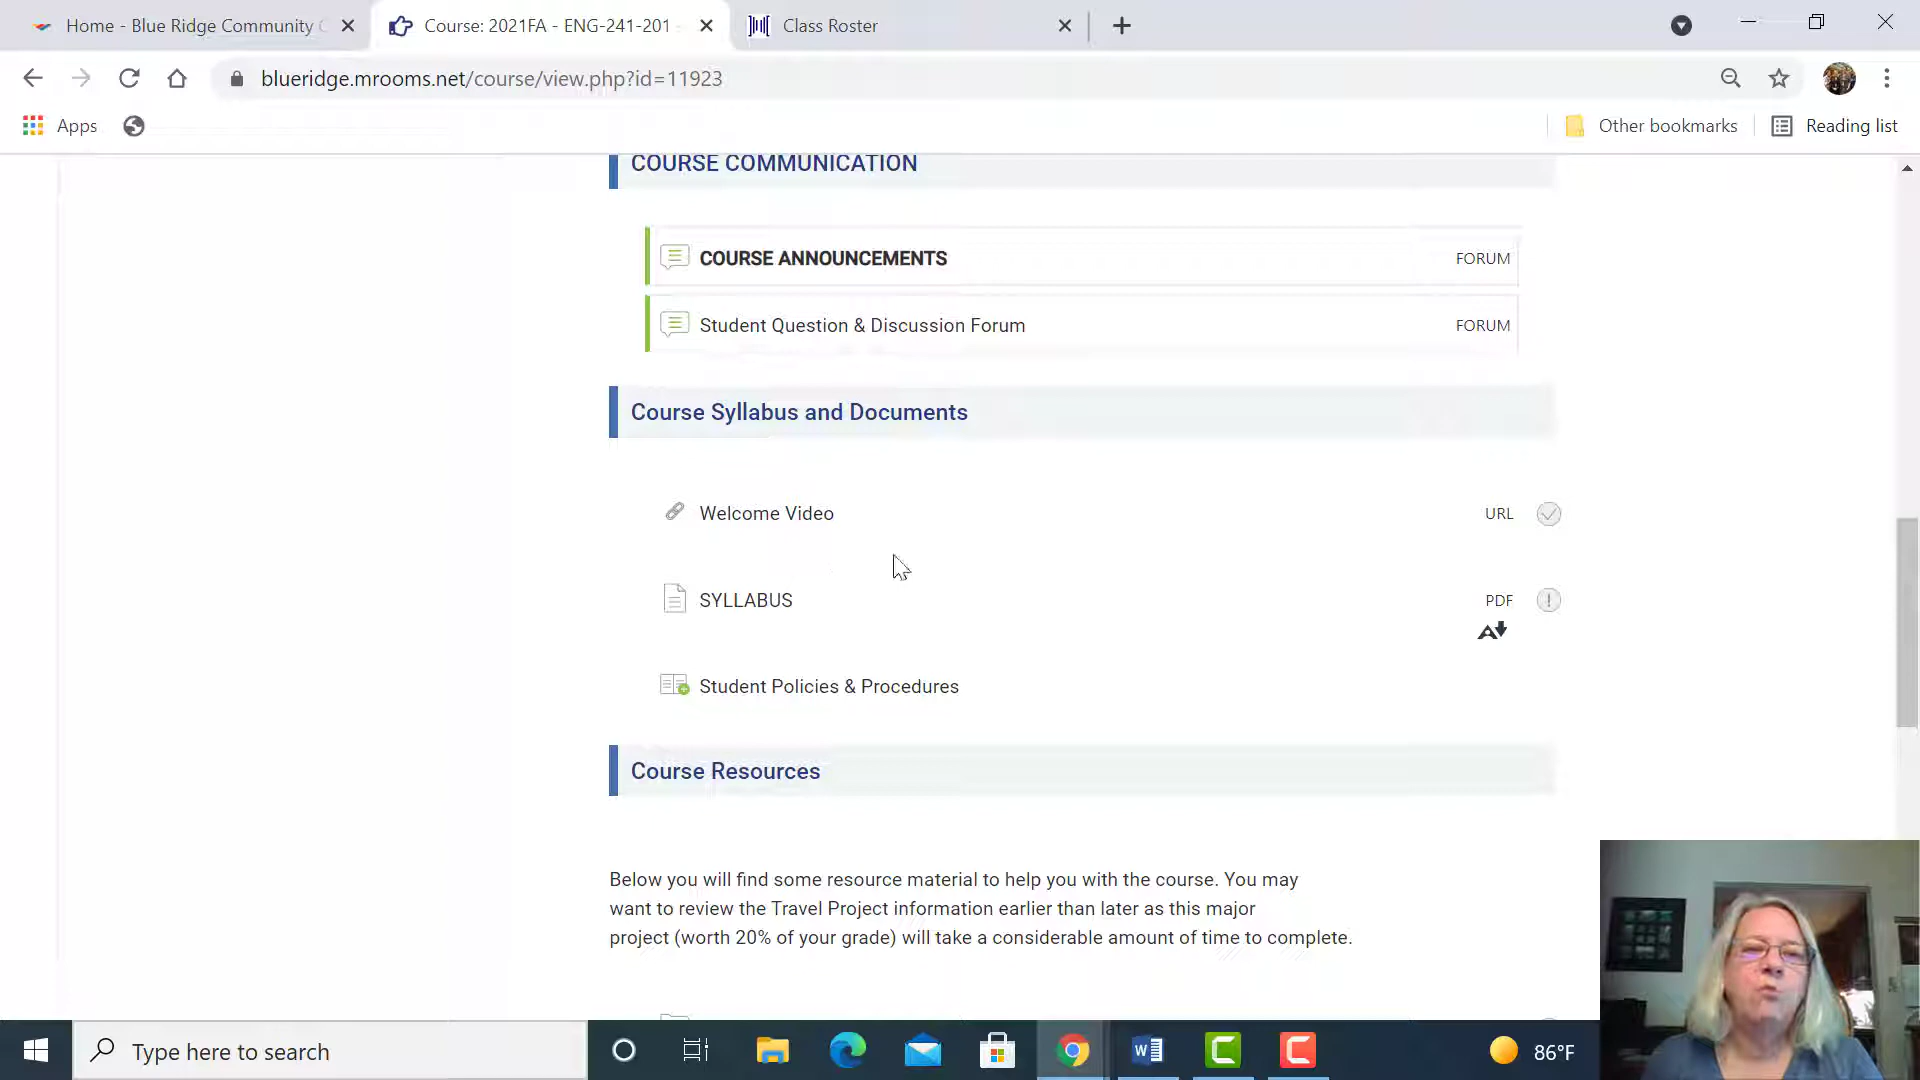 Home - Blue Ridge Community C
Course: 2021FA - ENG-241-201 -
Class Roster
blueridge.mrooms.net/course/view.php?id=11923
Apps
Other bookmarks
Reading list
COURSE COMMUNICATION
COURSE ANNOUNCEMENTS FORUM
Student Question & Discussion Forum FORUM
Course Syllabus and Documents
Welcome Video URL
SYLLABUS PDF
Student Policies & Procedures
Course Resources
Below you will find some resource material to help you with the course. You may
want to review the Travel Project information earlier than later as this major
project (worth 20% of your grade) will take a considerable amount of time to complete.
Type here to search
86°F